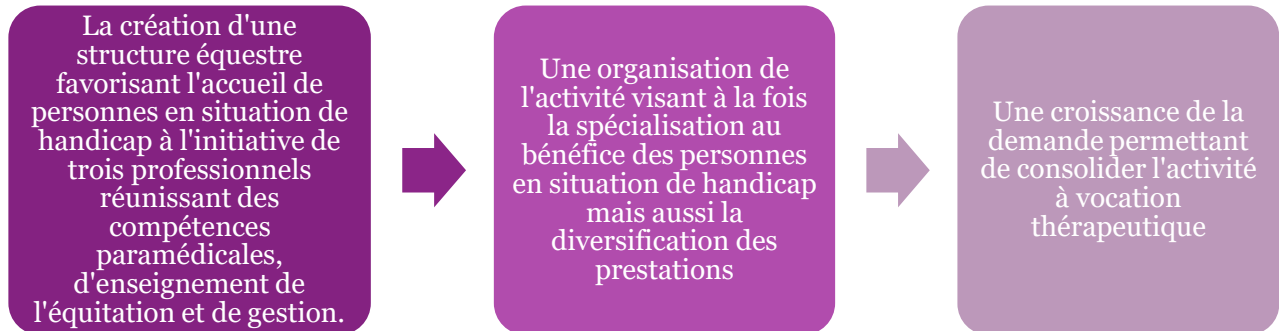 La création d'une
structure équestre
favorisant l'accueil de
personnes en situation de
handicap à l'initiative de
trois professionnels
réunissant des
compétences
paramédicales,
d'enseignement de
l'équitation et de gestion.
Une organisation de
l'activité visant à la fois
la spécialisation au
bénéfice des personnes
en situation de handicap
mais aussi la
diversification des
prestations
Une croissance de la
demande permettant
de consolider l'activité
à vocation
thérapeutique